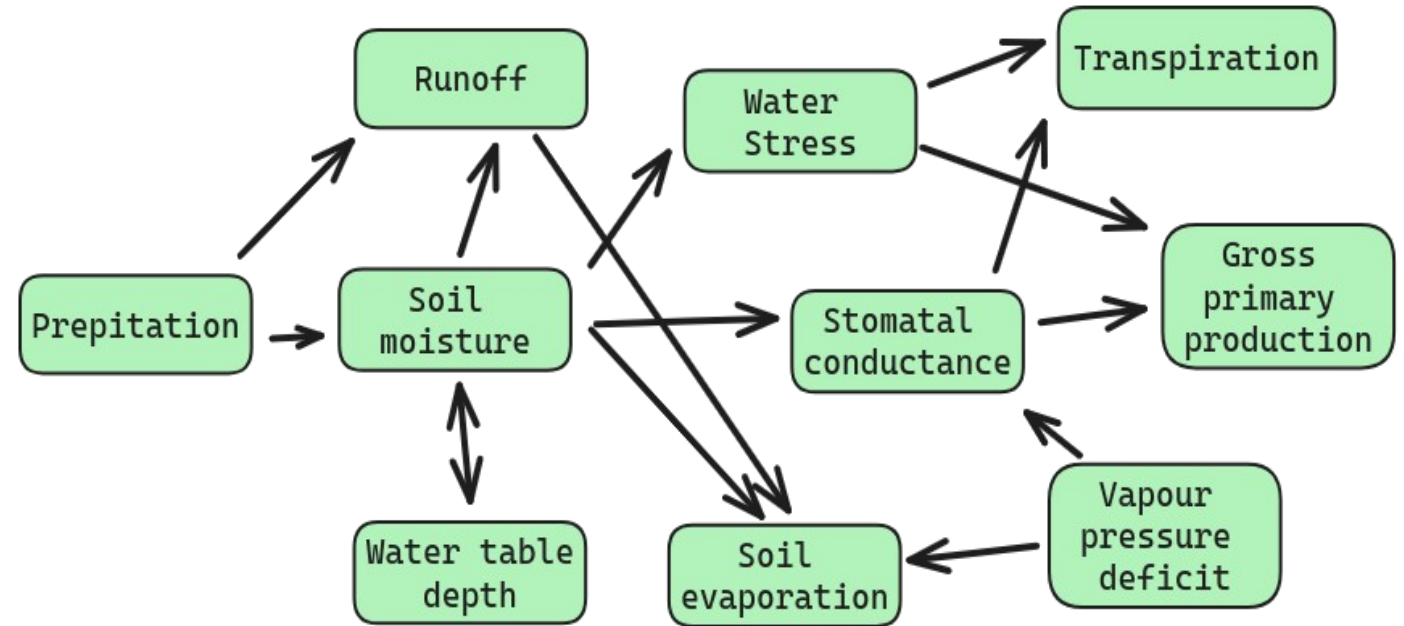 Runoff
Water
Stress
Transpiration
Prepitation
Soil
moisture
Stomatal
conductance
Gross
primary
production
Water table
depth
Soil
evaporation
Vapour
pressure
deficit